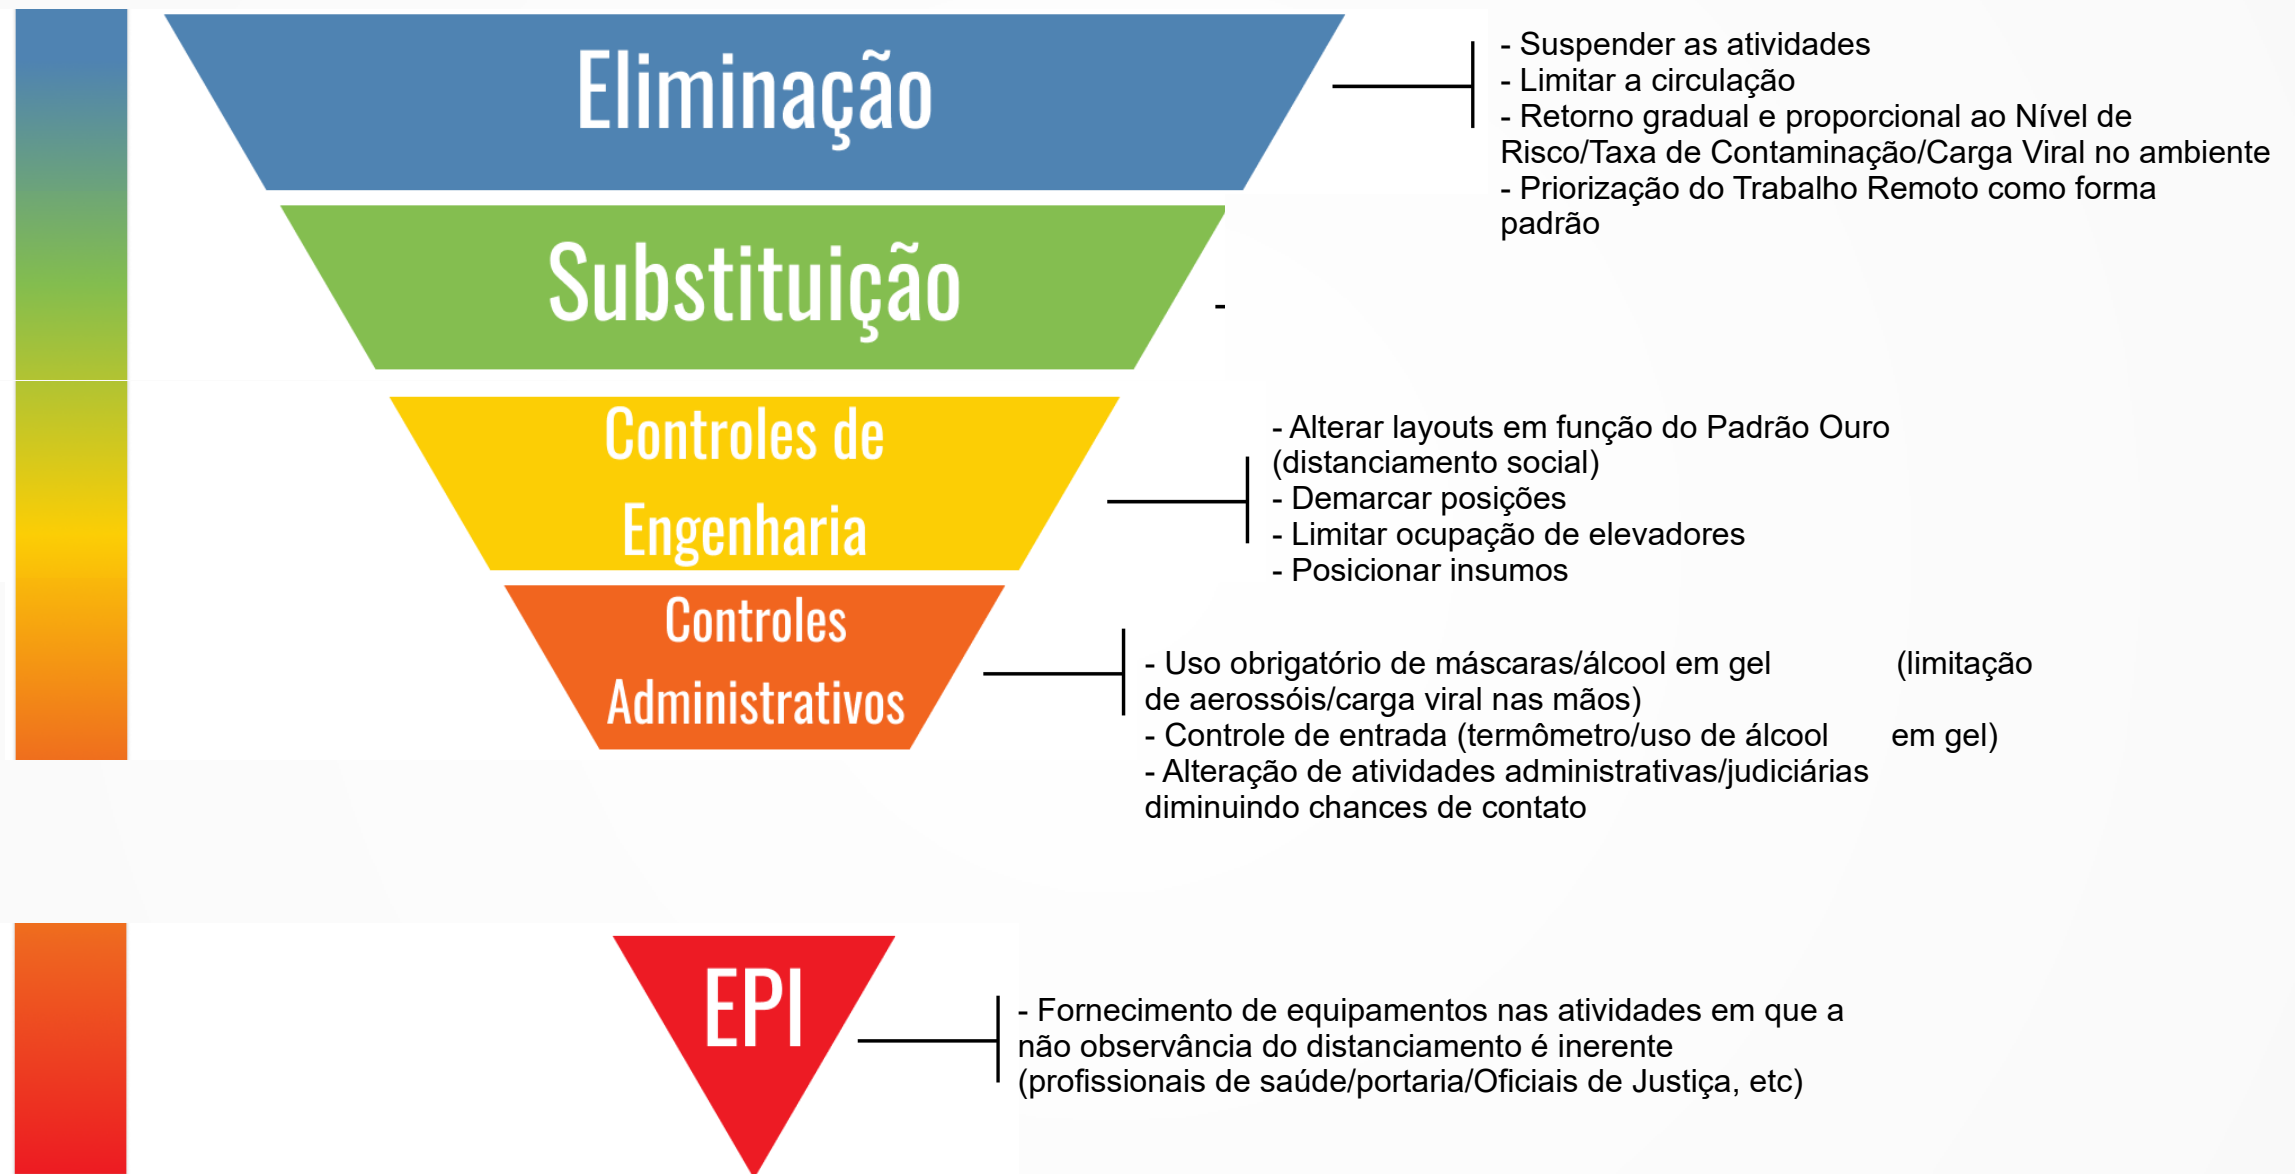 Eliminação
- Suspender as atividades
- Limitar a circulação
- Retorno gradual e proporcional ao Nível de
Risco/Taxa de Contaminação/Carga Viral no ambiente
- Priorização do Trabalho Remoto como forma
padrão
Substituição
-
Controles de
Engenharia
- Alterar layouts em função do Padrão Ouro
(distanciamento social)
- Demarcar posições
- Limitar ocupação de elevadores
- Posicionar insumos
Controles
Administrativos
- Uso obrigatório de máscaras/álcool em gel (limitação
de aerossóis/carga viral nas mãos)
- Controle de entrada (termômetro/uso de álcool em gel)
- Alteração de atividades administrativas/judiciárias
diminuindo chances de contato
EPI
- Fornecimento de equipamentos nas atividades em que a
não observância do distanciamento é inerente
(profissionais de saúde/portaria/Oficiais de Justiça, etc)